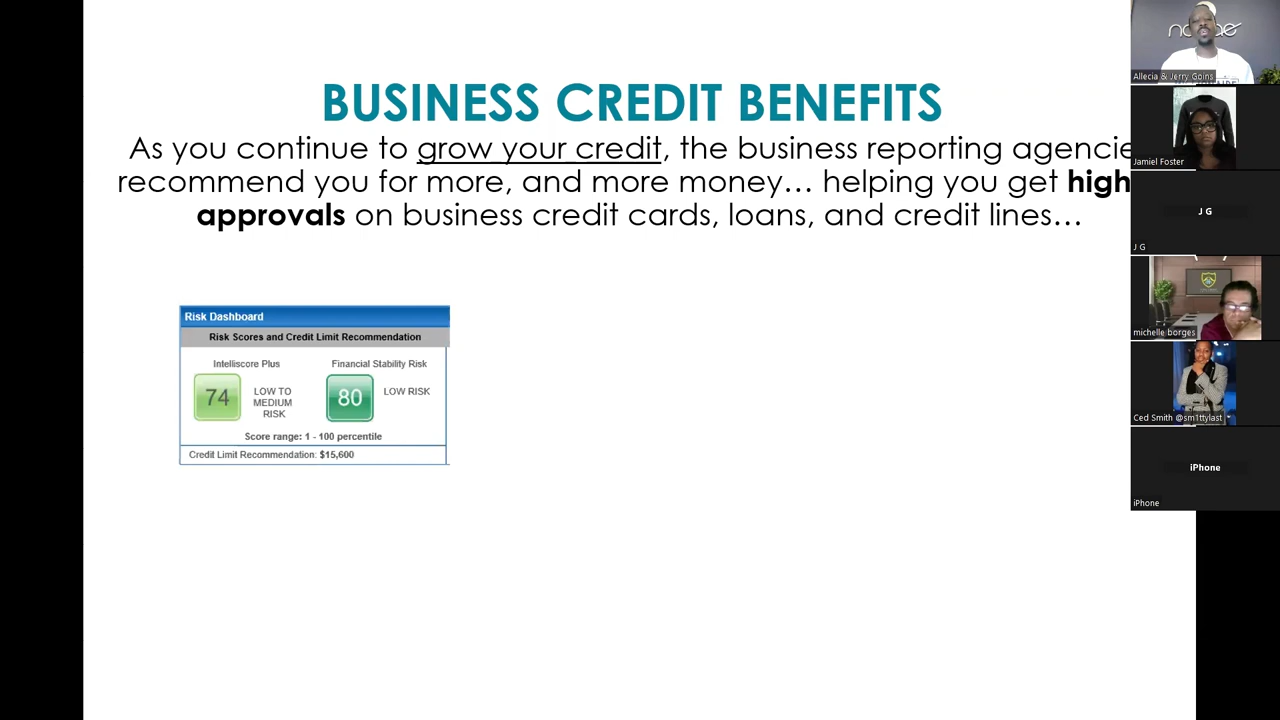 BUSINESS CREDIT BENEFITS
As you continue to grow your credit, the business reporting agencie
recommend you for more, and more money… helping you get high
approvals on business credit cards, loans, and credit lines…
Risk Dashboard
Risk Scores and Credit Limit Recommendation
Intelliscore Plus
Financial Stability Risk
74
LOW TO
MEDIUM
RISK
80
LOW RISK
Score range: 1 - 100 percentile
Credit Limit Recommendation: $15,600
Allecia & Jerry Goins
Jamiel Foster
J G
J G
michelle borges
Ced Smith @sm1ttylast
iPhone
iPhone